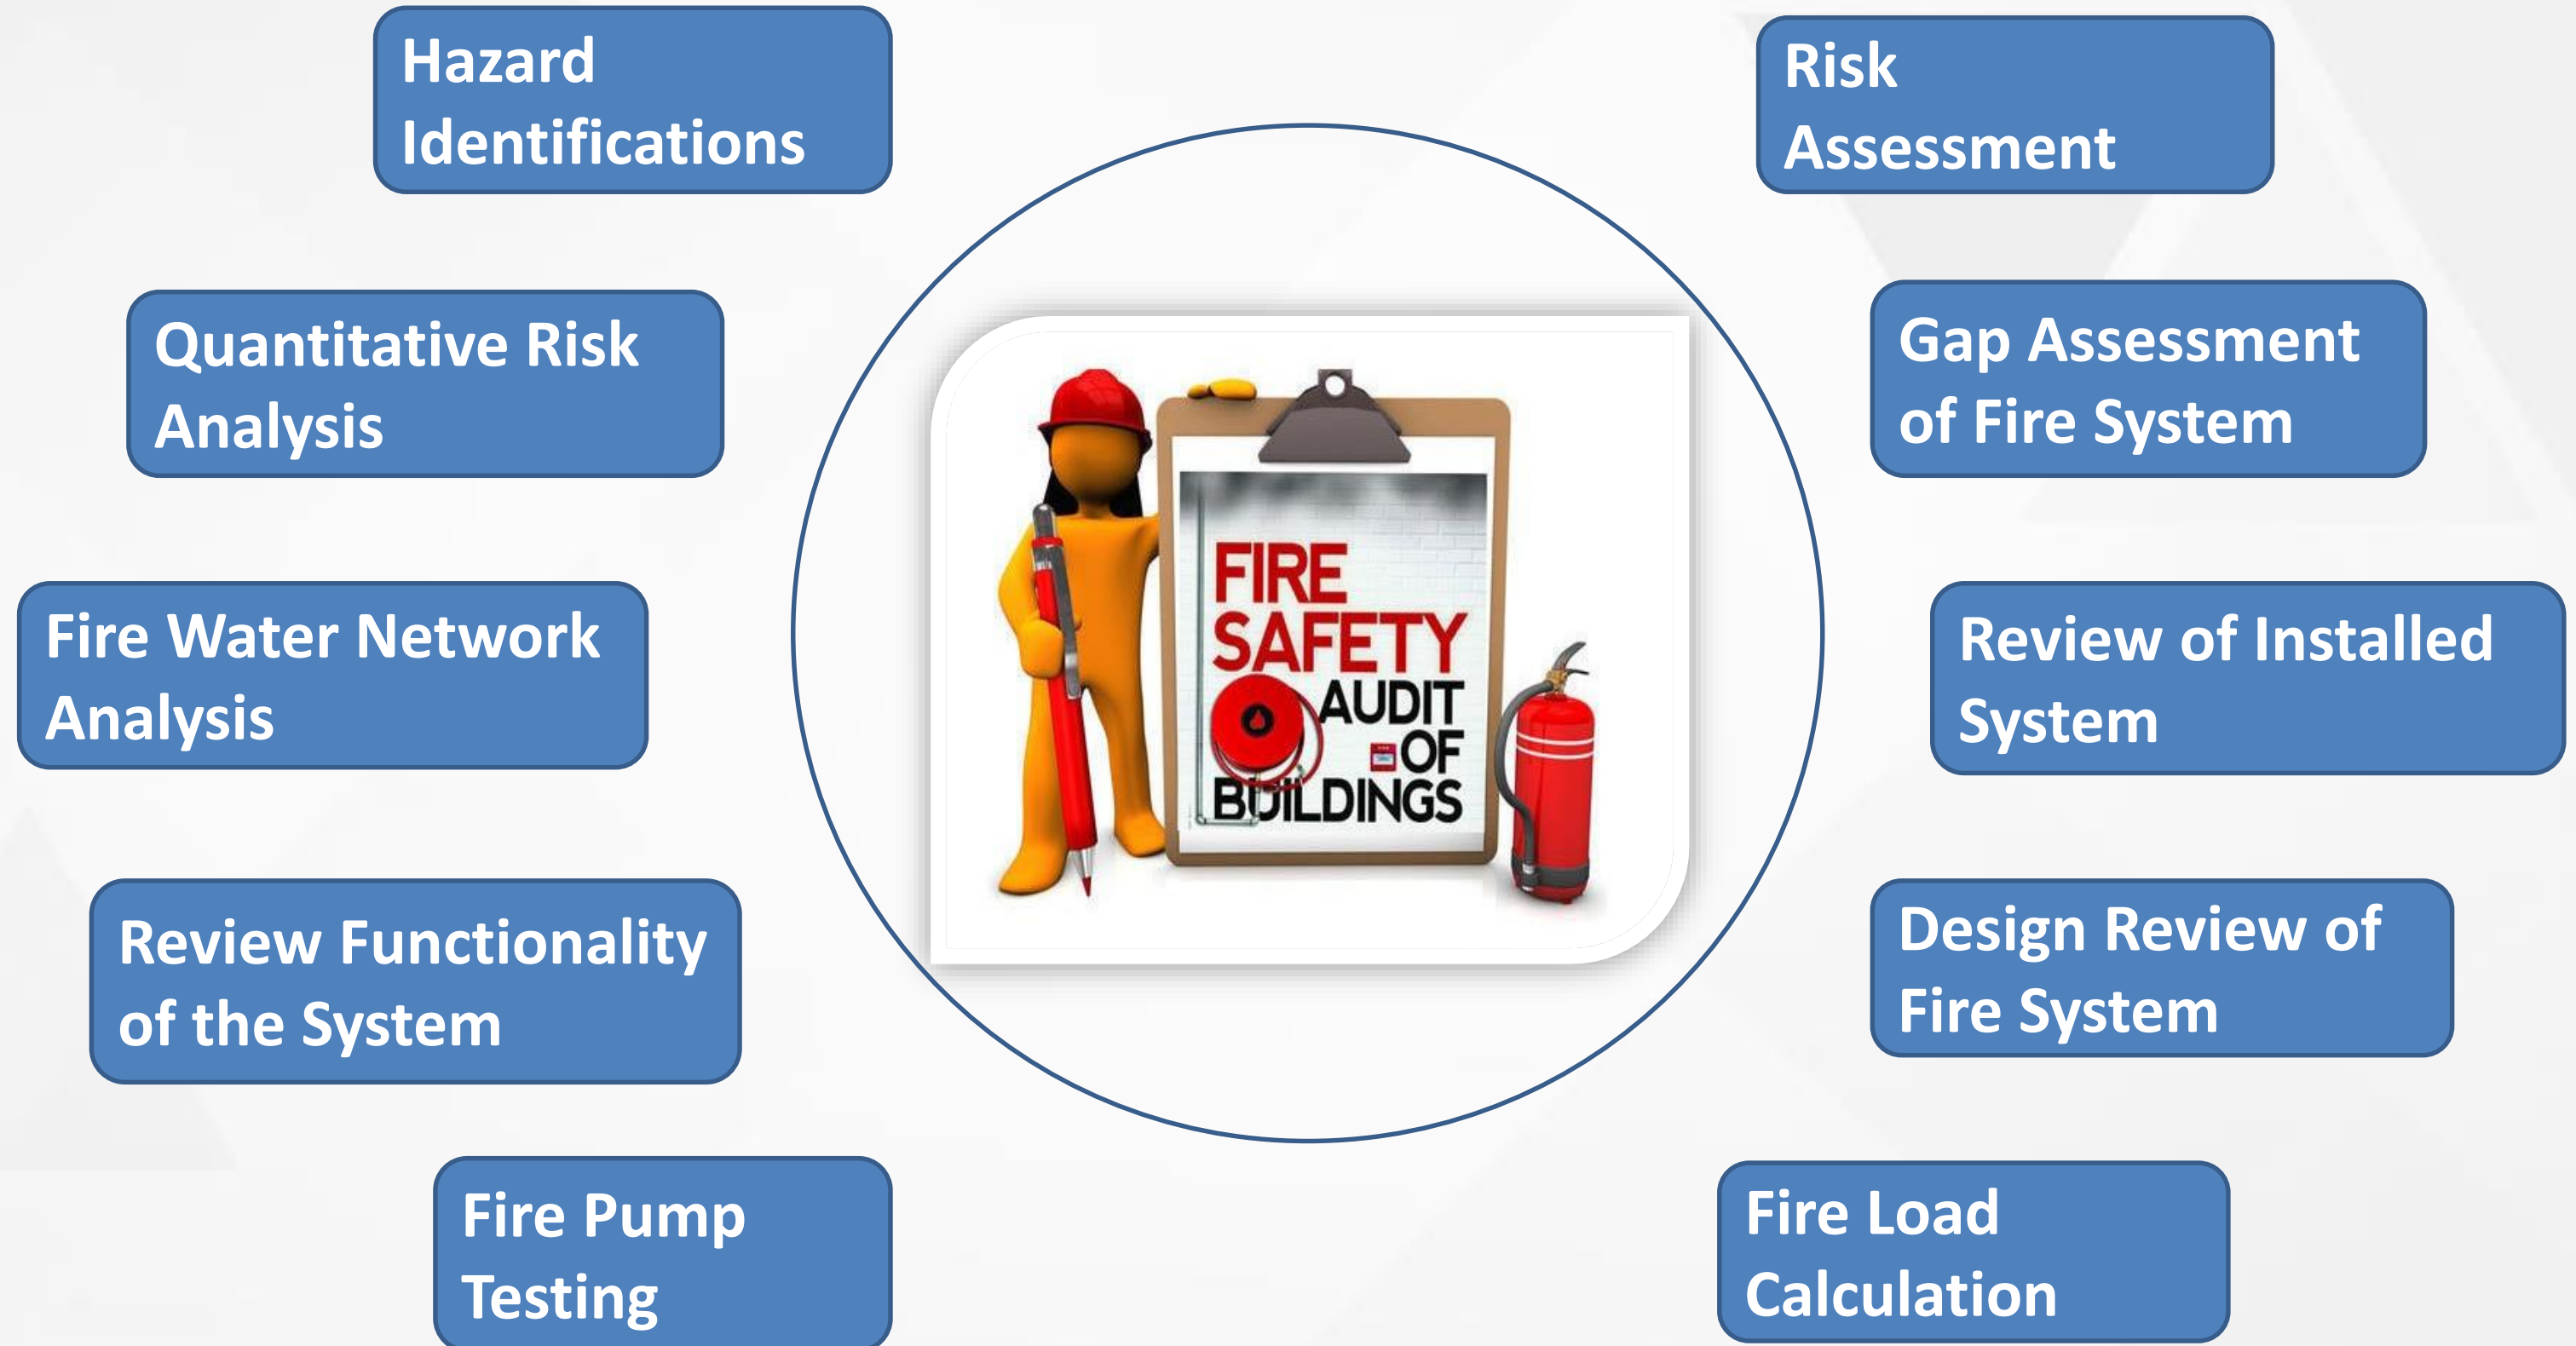 Hazard
Identifications
Risk
Assessment
Quantitative Risk
Analysis
Gap Assessment
of Fire System
Fire Water Network
Analysis
Review of Installed
System
Review Functionality
of the System
Design Review of
Fire System
Fire Pump
Testing
Fire Load
Calculation
FIRE
SAFETY
AUDIT
OF
BUILDINGS